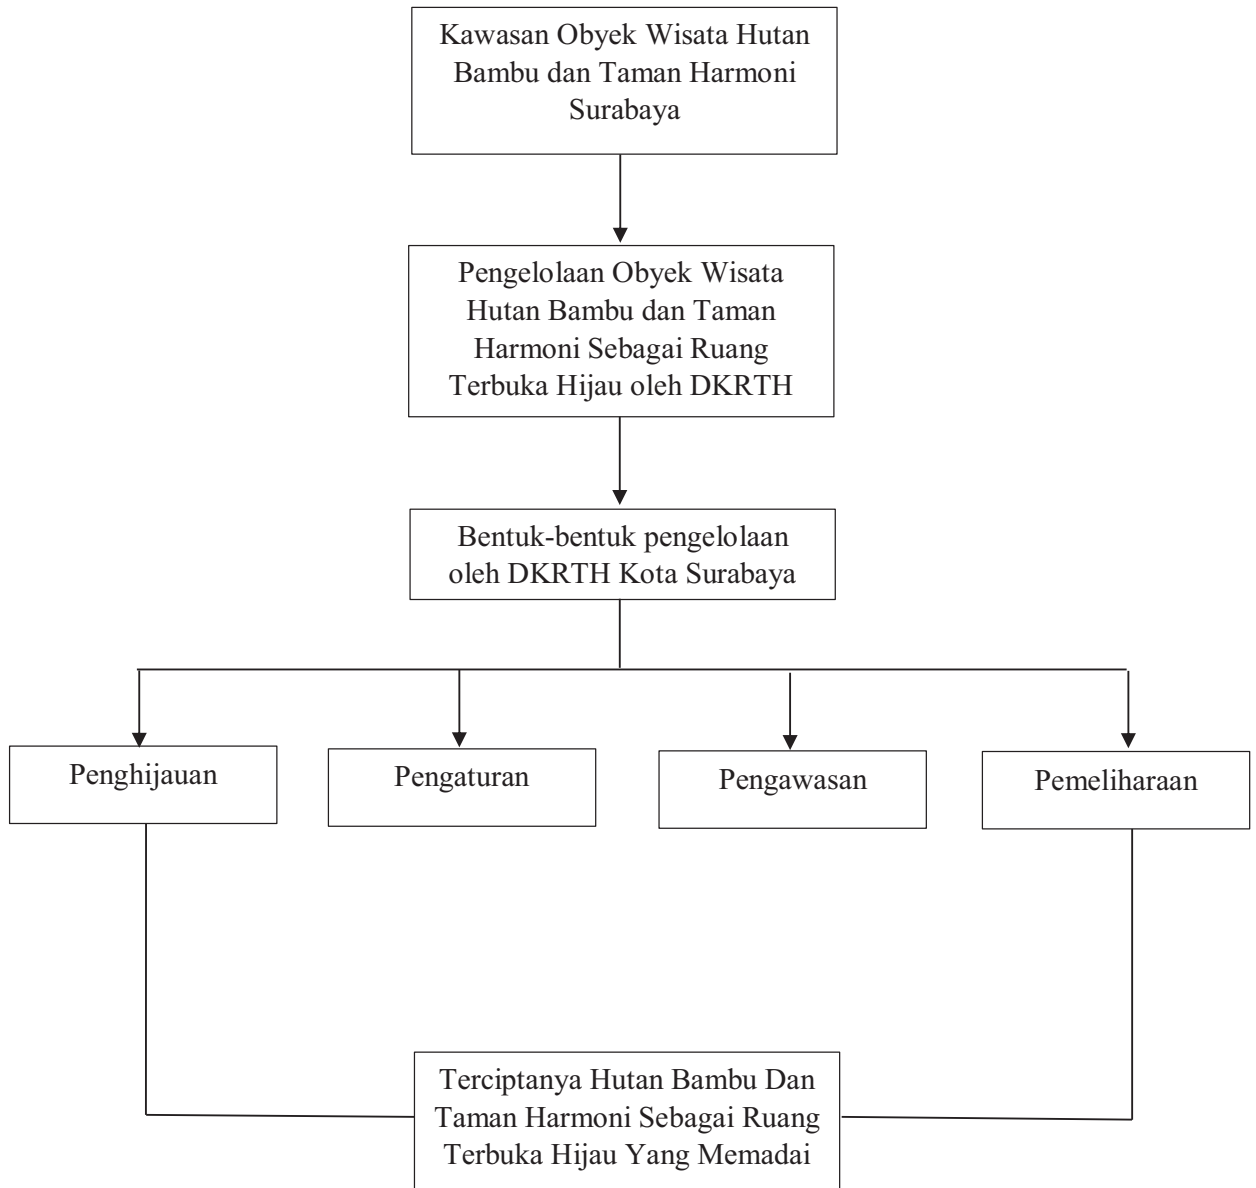 Kawasan Obyek Wisata Hutan
Bambu dan Taman Harmoni
Surabaya
Pengelolaan Obyek Wisata
Hutan Bambu dan Taman
Harmoni Sebagai Ruang
Terbuka Hijau oleh DKRTH
Bentuk-bentuk pengelolaan
oleh DKRTH Kota Surabaya
Penghijauan
Pengaturan
Pengawasan
Pemeliharaan
Terciptanya Hutan Bambu Dan
Taman Harmoni Sebagai Ruang
Terbuka Hijau Yang Memadai